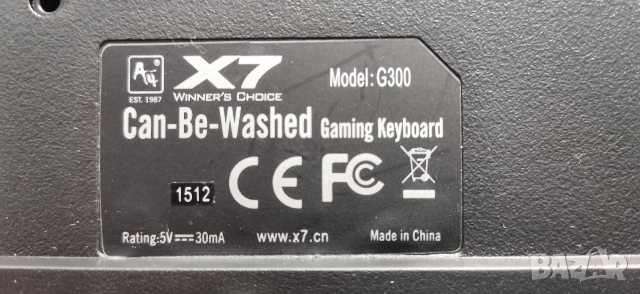 A4®
EST. 1987
X7
WINNER'S CHOICE
Model: G300
Can-Be-Washed Gaming Keyboard
1512
CE FC
Rating:5V⎓30mA
www.x7.cn
Made in China
BAZAR